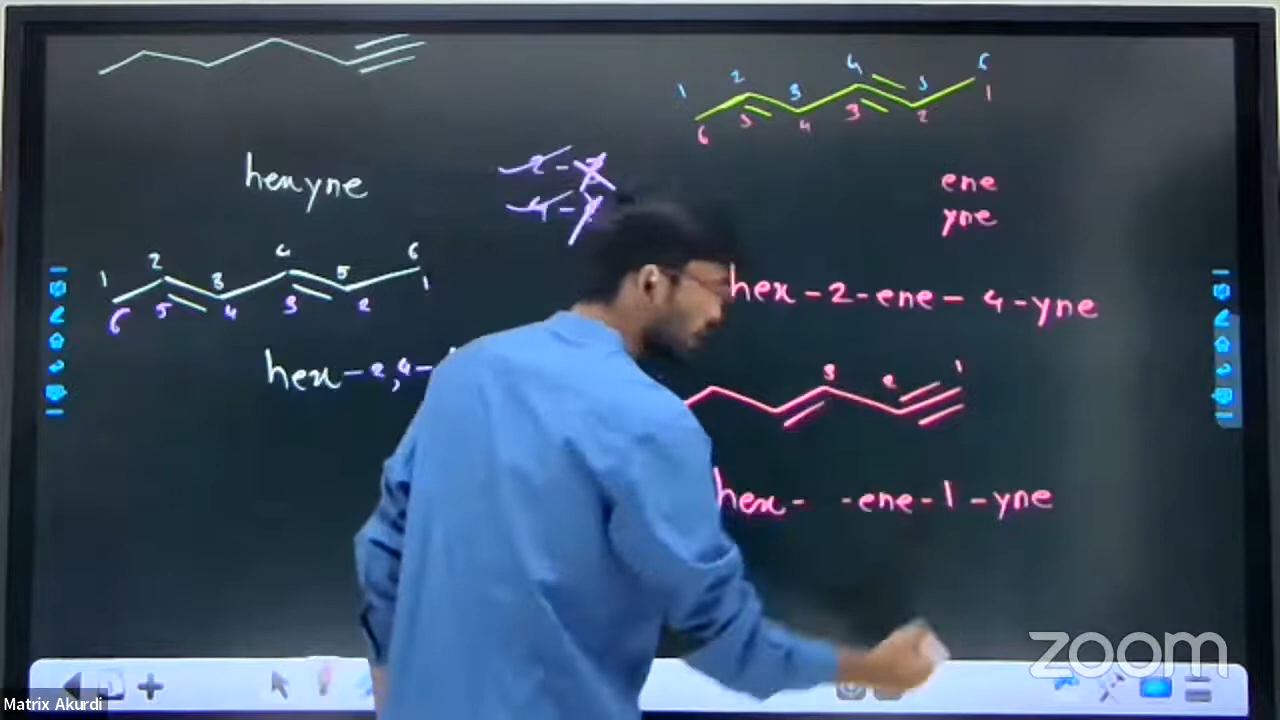 1 2 3 4 5 6
6 5 4 3 2 1
ene
yne
hexyne
hex-2-ene-4-yne
1 2 3 4 5 6
6 5 4 3 2 1
hex-2,4-
3 2 1
hex- -ene-1-yne
zoom
Matrix Akurdi